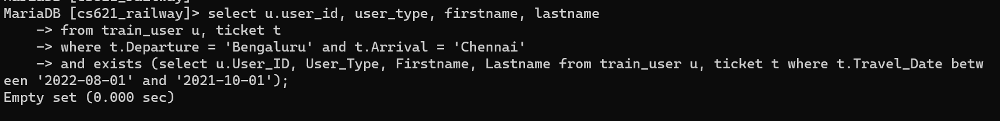 MariaDB [cs621_railway]> select u.user_id, user_type, firstname, lastname
    -> from train_user u, ticket t
    -> where t.Departure = 'Bengaluru' and t.Arrival = 'Chennai'
    -> and exists (select u.User_ID, User_Type, Firstname, Lastname from train_user u, ticket t where t.Travel_Date betw
een '2022-08-01' and '2021-10-01');
Empty set (0.000 sec)